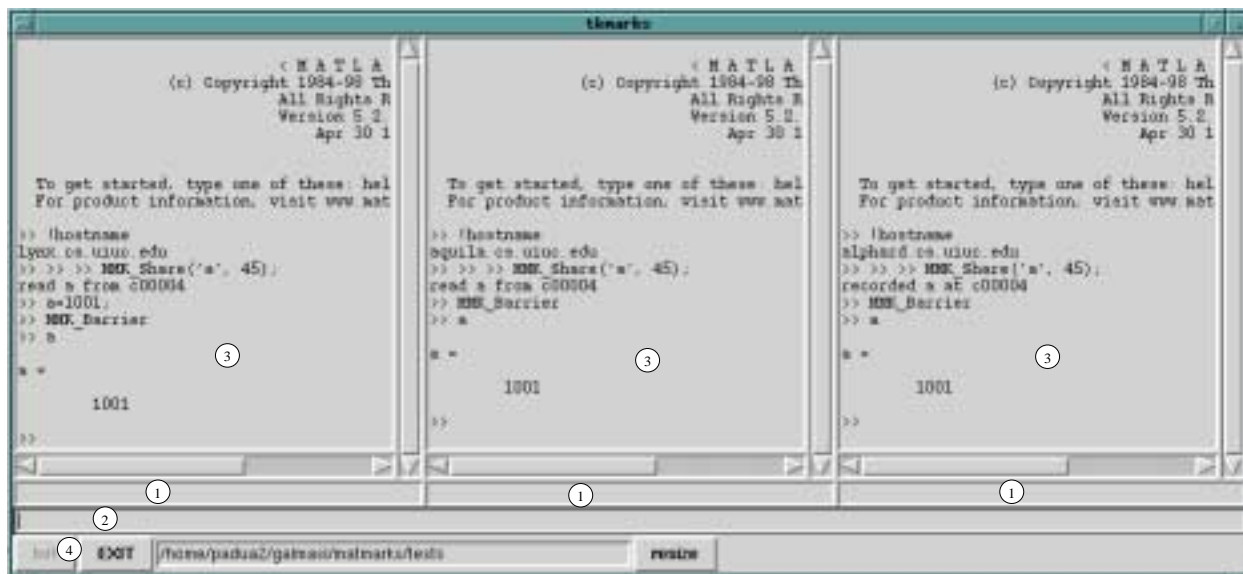 tkmarks
< M A T L A
(c) Copyright 1984-98 Th
All Rights R
Version 5.2.
Apr 30 1
To get started, type one of these: hel
For product information, visit www.mat
>> !hostname
lynx.cs.uiuc.edu
>> >> >> MMK_Share('a', 45);
read a from c00004
>> a=1001;
>> MMK_Barrier
>> a
a =
1001
>>
3
< M A T L A
(c) Copyright 1984-98 Th
All Rights R
Version 5.2.
Apr 30 1
To get started, type one of these: hel
For product information, visit www.mat
>> !hostname
aquila.cs.uiuc.edu
>> >> >> MMK_Share('a', 45);
read a from c00004
>> MMK_Barrier
>> a
a =
1001
>>
3
< M A T L A
(c) Copyright 1984-98 Th
All Rights R
Version 5.2.
Apr 30 1
To get started, type one of these: hel
For product information, visit www.mat
>> !hostname
alphard.cs.uiuc.edu
>> >> >> MMK_Share('a', 45);
recorded a at c00004
>> MMK_Barrier
>> a
a =
1001
>>
3
1 1 1
2
4 EXIT /home/padua2/galmasi/matmarks/tests resize